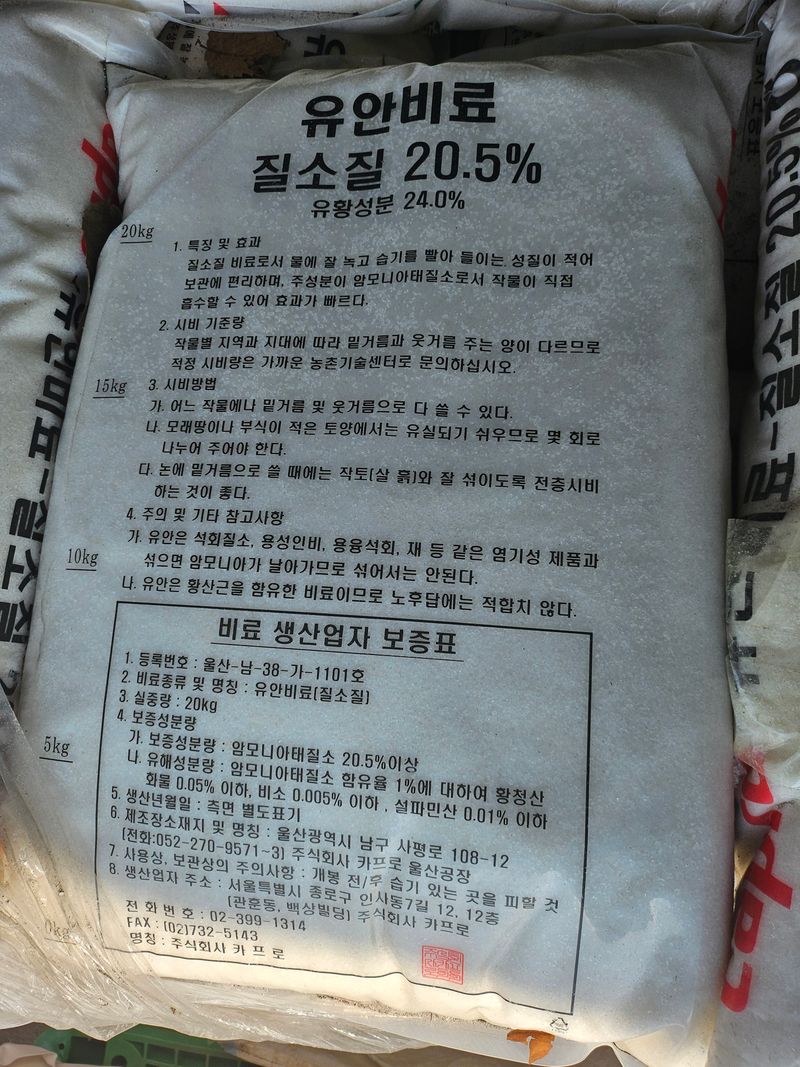 유안비료
질소질 20.5%
유황성분 24.0%
20kg
1. 특징 및 효과
질소질 비료로서 물에 잘 녹고 습기를 빨아 들이는 성질이 적어
보관에 편리하며, 주성분이 암모니아태질소로서 작물이 직접
흡수할 수 있어 효과가 빠르다.
2. 시비 기준량
작물별 지역과 지대에 따라 밑거름과 웃거름 주는 양이 다르므로
적정 시비량은 가까운 농촌기술센터로 문의하십시오.
15kg
3. 시비방법
가. 어느 작물에나 밑거름 및 웃거름으로 다 쓸 수 있다.
나. 모래땅이나 부식이 적은 토양에서는 유실되기 쉬우므로 몇 회로
나누어 주어야 한다.
다. 논에 밑거름으로 쓸 때에는 작토(살 흙)와 잘 섞이도록 전층시비
하는 것이 좋다.
4. 주의 및 기타 참고사항
10kg
가. 유안은 석회질소, 용성인비, 용융석회, 재 등 같은 염기성 제품과
섞으면 암모니아가 날아가므로 섞어서는 안된다.
나. 유안은 황산근을 함유한 비료이므로 노후답에는 적합치 않다.
비료 생산업자 보증표
1. 등록번호 : 울산-남-38-가-1101호
2. 비료종류 및 명칭 : 유안비료(질소질)
3. 실중량 : 20kg
4. 보증성분량
5kg
가. 보증성분량 : 암모니아태질소 20.5%이상
나. 유해성분량 : 암모니아태질소 함유율 1%에 대하여 황청산
화물 0.05% 이하, 비소 0.005% 이하 , 설파민산 0.01% 이하
5. 생산년월일 : 측면 별도표기
6. 제조장소재지 및 명칭 : 울산광역시 남구 사평로 108-12
(전화:052-270-9571~3) 주식회사 카프로 울산공장
7. 사용상, 보관상의 주의사항 : 개봉 전/후 습기 있는 곳을 피할 것
8. 생산업자 주소 : 서울특별시 종로구 인사동7길 12, 12층
(관훈동, 백상빌딩) 주식회사 카프로
전 화 번 호 : 02-399-1314
FAX : (02)732-5143
명칭 : 주식회사 카 프 로
0kg